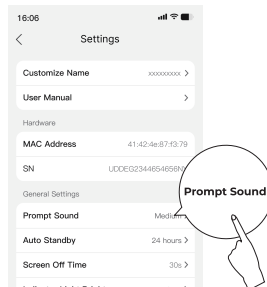 16:06
Settings
Customize Name xxxxxxxxx
User Manual
Hardware
MAC Address 41:42:4e:87:f3:79
SN UDDEG2344654656N
Prompt Sound
General Settings
Prompt Sound Medium
Auto Standby 24 hours
Screen Off Time 30s